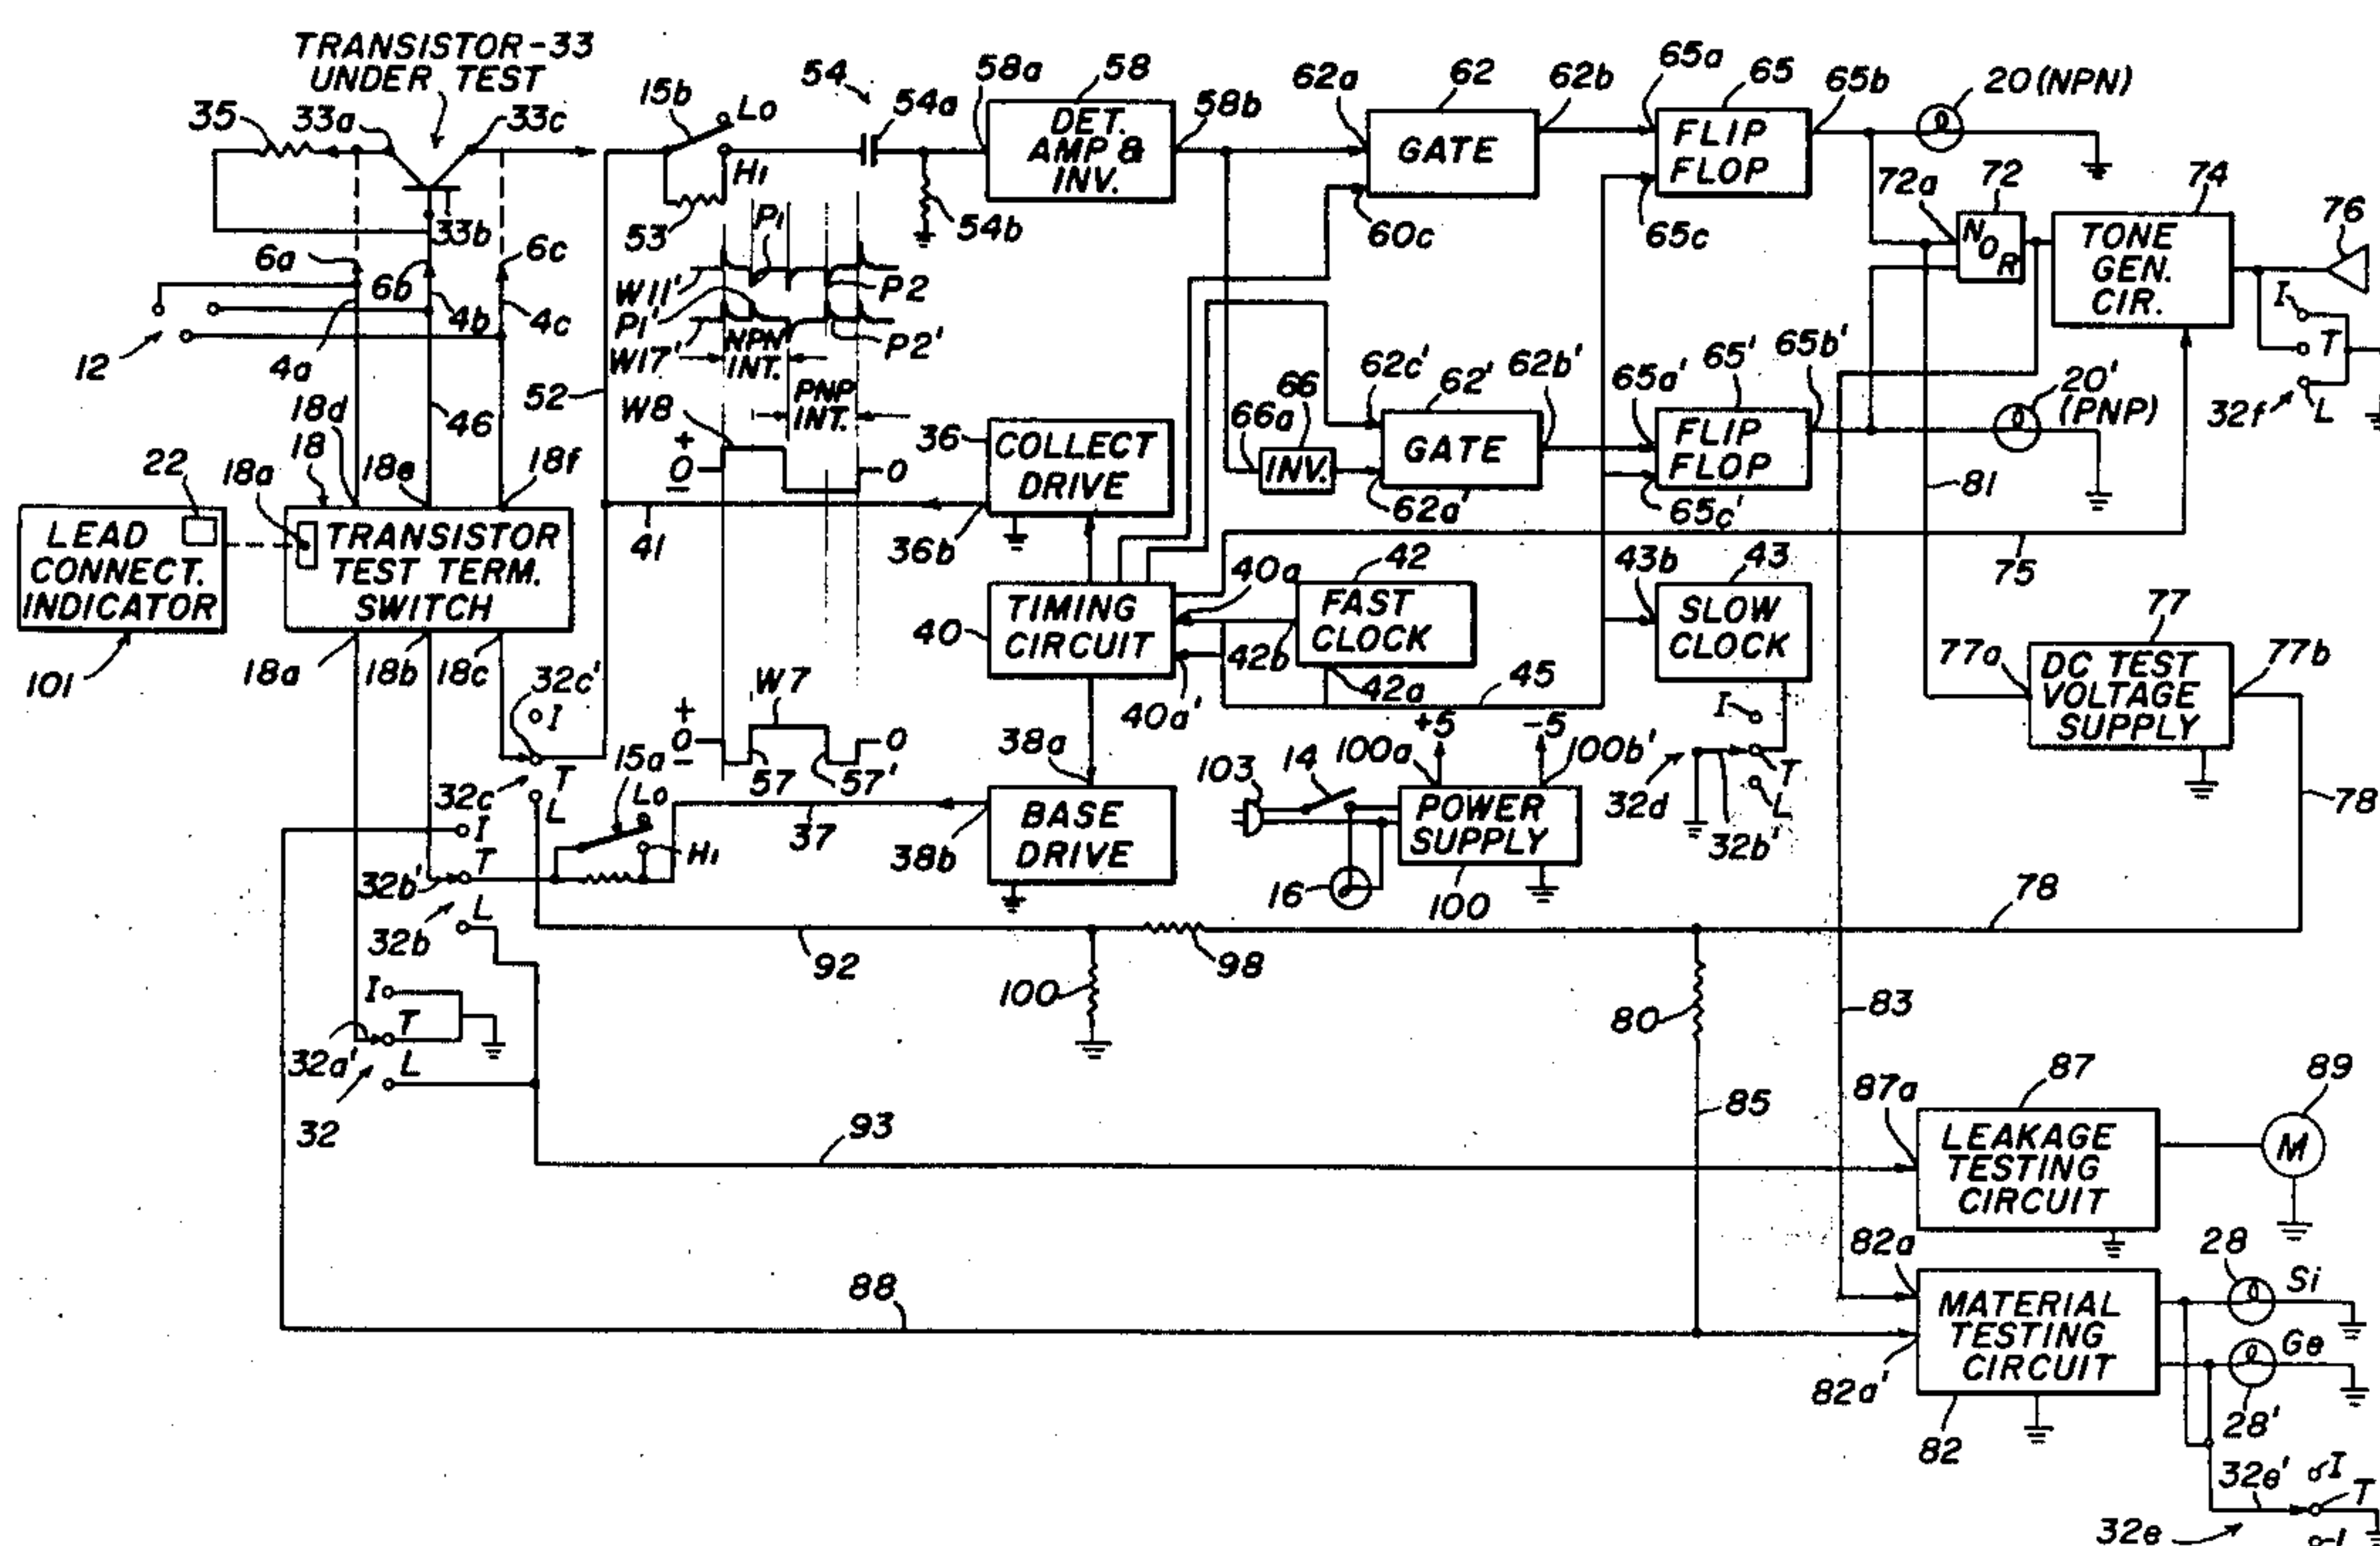 TRANSISTOR-33
UNDER TEST
35
33a
33c
33b
15b
Lo
Hi
53
54
54a
54b
58a
58
DET.
AMP &
INV.
58b
62a
62
GATE
62b
60c
65a
65
FLIP
FLOP
65b
65c
20 (NPN)
72a
72
NOR
74
TONE
GEN.
CIR.
76
I
T
L
32f
6a
6b
6c
4a
4b
4c
12
P1
W11'
P2
P1'
W17'
P2'
NPN
INT.
PNP
INT.
W8
+
0
−
0
52
46
41
36
COLLECT
DRIVE
36b
66
66a
INV.
62c'
62'
GATE
62b'
62a'
65a'
65'
FLIP
FLOP
65b'
65c'
20'
(PNP)
81
75
22
18a
18d
18
18e
18f
LEAD
CONNECT.
INDICATOR
101
TRANSISTOR
TEST TERM.
SWITCH
18a
18b
18c
40
TIMING
CIRCUIT
40a
40a'
42
FAST
CLOCK
42b
42a
45
43b
43
SLOW
CLOCK
77
77a
DC TEST
VOLTAGE
SUPPLY
77b
78
32c'
I
T
L
32c
W7
+
0
−
0
57
57'
15a
Lo
Hi
37
38a
38b
BASE
DRIVE
103
14
100a
+5
-5
100b'
POWER
SUPPLY
16
100
I
T
L
32d
32b'
I
T
L
32b'
32b
92
100
98
78
80
83
85
I
T
L
32a'
32
93
87a
87
LEAKAGE
TESTING
CIRCUIT
89
M
88
82a
MATERIAL
TESTING
CIRCUIT
82a'
82
28
Si
Ge
28'
32e'
I
T
32e
L